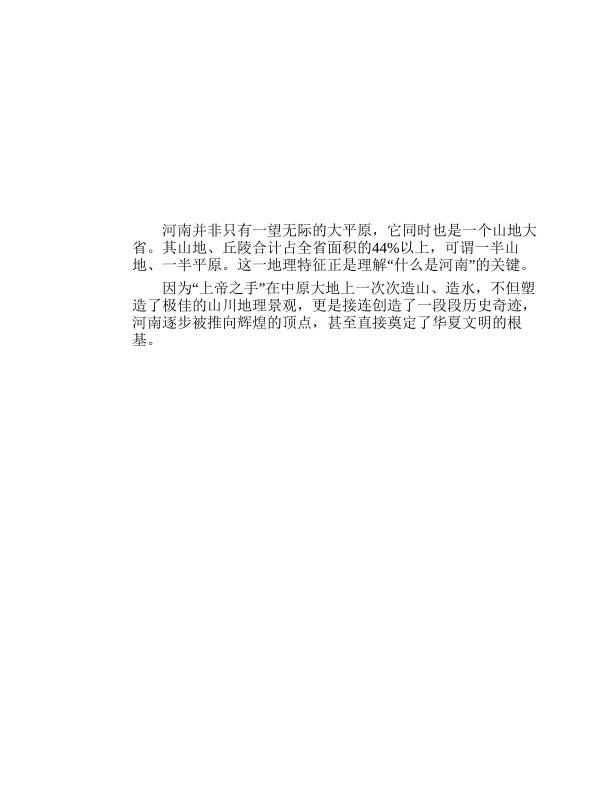 河南并非只有一望无际的大平原，它同时也是一个山地大
省。其山地、丘陵合计占全省面积的44%以上，可谓一半山
地、一半平原。这一地理特征正是理解“什么是河南”的关键。
因为“上帝之手”在中原大地上一次次造山、造水，不但塑
造了极佳的山川地理景观，更是接连创造了一段段历史奇迹，
河南逐步被推向辉煌的顶点，甚至直接奠定了华夏文明的根
基。